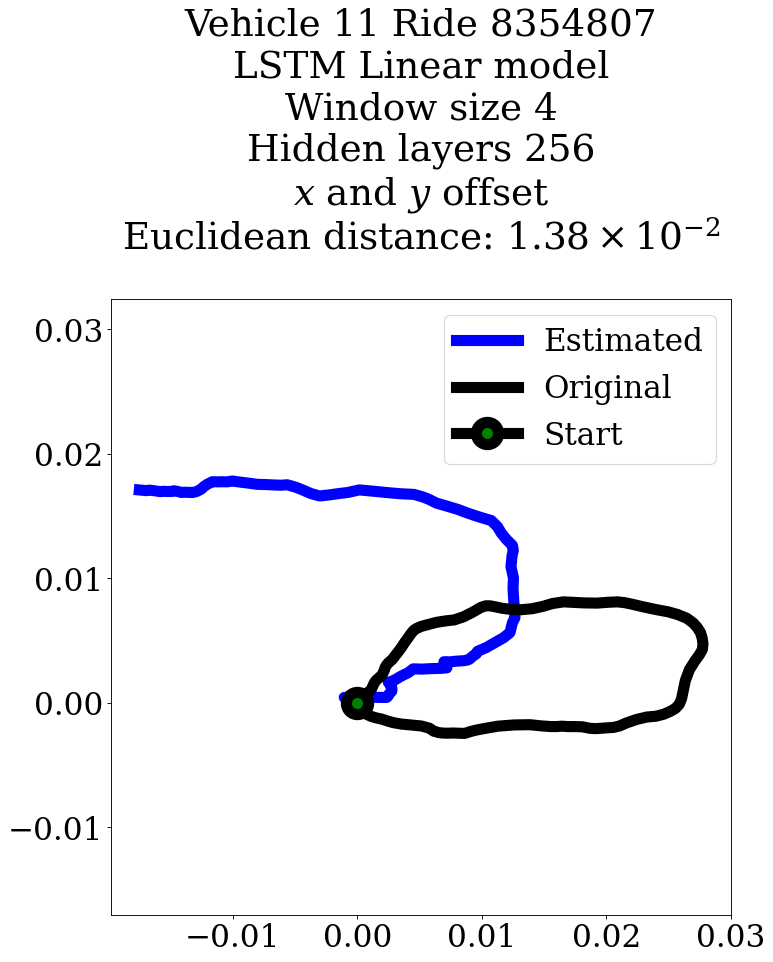 Vehicle 11 Ride 8354807
LSTM Linear model
Window size 4
Hidden layers 256
x and y offset
Euclidean distance: 1.38 × 10⁻²
Estimated
Original
Start
0.03
0.02
0.01
0.00
−0.01
−0.01 0.00 0.01 0.02 0.03